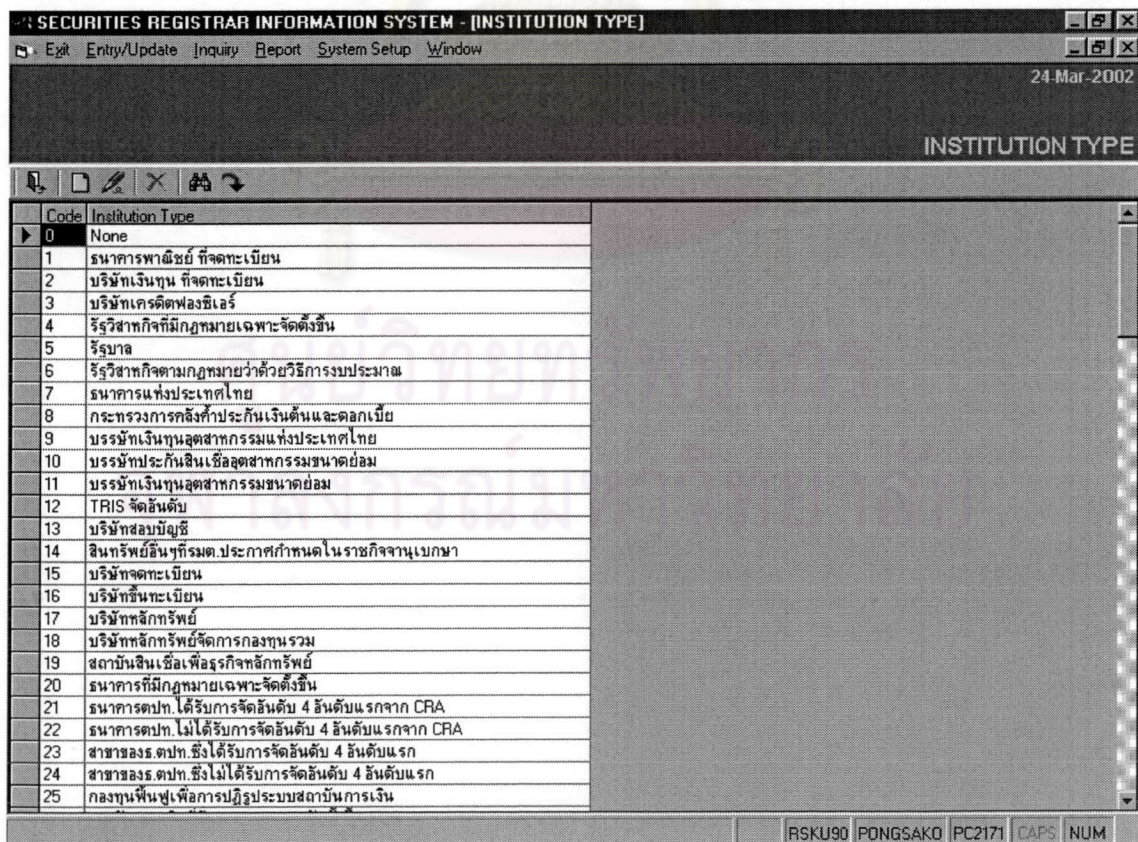 SECURITIES REGISTRAR INFORMATION SYSTEM - [INSTITUTION TYPE]
Exit Entry/Update Inquiry Report System Setup Window
24-Mar-2002
INSTITUTION TYPE
Code Institution Type
0 None
1 ธนาคารพาณิชย์ ที่จดทะเบียน
2 บริษัทเงินทุน ที่จดทะเบียน
3 บริษัทเครดิตฟองซิเอร์
4 รัฐวิสาหกิจที่มีกฎหมายเฉพาะจัดตั้งขึ้น
5 รัฐบาล
6 รัฐวิสาหกิจตามกฎหมายว่าด้วยวิธีการงบประมาณ
7 ธนาคารแห่งประเทศไทย
8 กระทรวงการคลังค้ำประกันเงินต้นและดอกเบี้ย
9 บรรษัทเงินทุนอุตสาหกรรมแห่งประเทศไทย
10 บรรษัทประกันสินเชื่ออุตสาหกรรมขนาดย่อม
11 บรรษัทเงินทุนอุตสาหกรรมขนาดย่อม
12 TRIS จัดอันดับ
13 บริษัทสอบบัญชี
14 สินทรัพย์อื่นๆที่รมต.ประกาศกำหนดในราชกิจจานุเบกษา
15 บริษัทจดทะเบียน
16 บริษัทขึ้นทะเบียน
17 บริษัทหลักทรัพย์
18 บริษัทหลักทรัพย์จัดการกองทุนรวม
19 สถาบันสินเชื่อเพื่อธุรกิจหลักทรัพย์
20 ธนาคารที่มีกฎหมายเฉพาะจัดตั้งขึ้น
21 ธนาคารตปท.ได้รับการจัดอันดับ 4 อันดับแรกจาก CRA
22 ธนาคารตปท.ไม่ได้รับการจัดอันดับ 4 อันดับแรกจาก CRA
23 สาขาของธ.ตปท.ซึ่งได้รับการจัดอันดับ 4 อันดับแรก
24 สาขาของธ.ตปท.ซึ่งไม่ได้รับการจัดอันดับ 4 อันดับแรก
25 กองทุนฟื้นฟูเพื่อการปฏิรูประบบสถาบันการเงิน
RSKU90 PONGSAKO PC2171 CAPS NUM